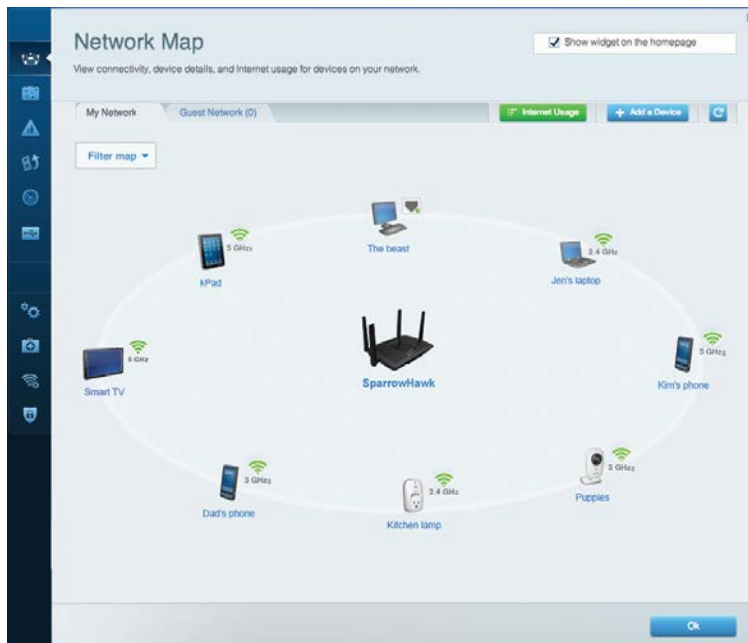 Network Map
Show widget on the homepage
View connectivity, device details, and Internet usage for devices on your network.
My Network
Guest Network (0)
Internet Usage
+ Add a Device
Filter map
The beast
5 GHz
kPad
2.4 GHz
Jen's laptop
5 GHz
Smart TV
SparrowHawk
5 GHz
Kim's phone
5 GHz
Dad's phone
2.4 GHz
Kitchen lamp
5 GHz
Puppies
Ok